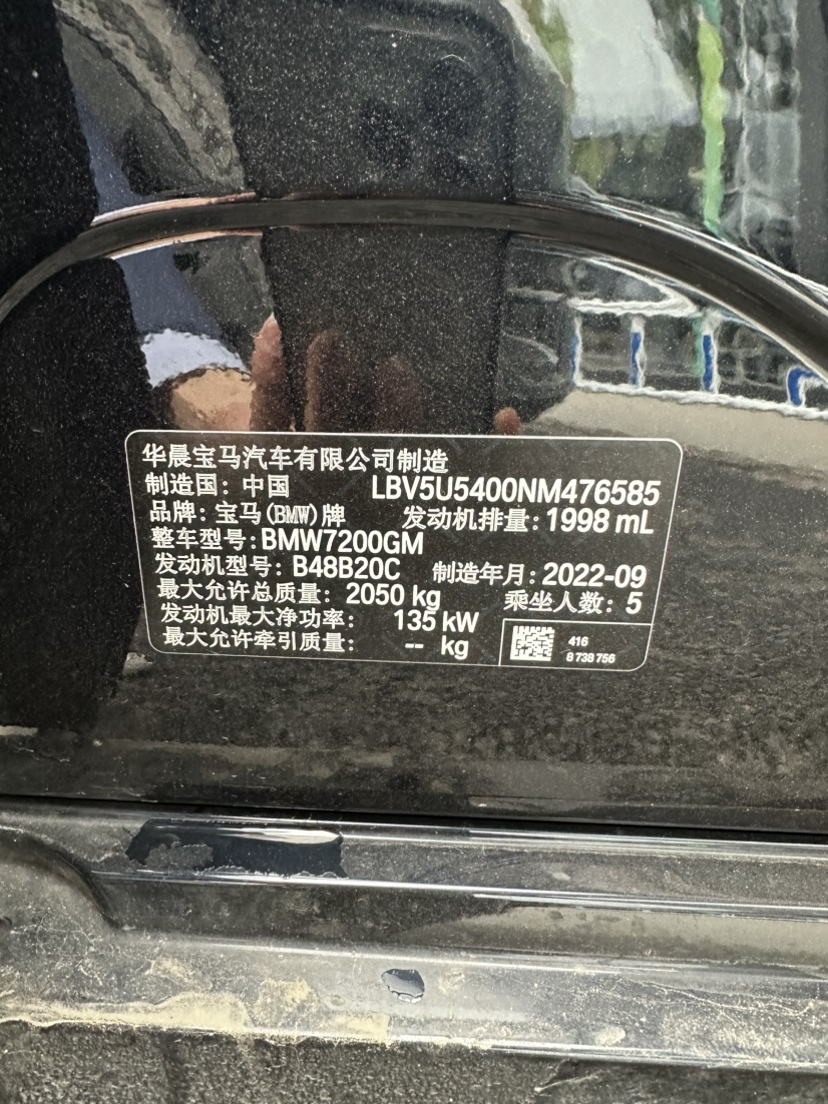 华晨宝马汽车有限公司制造
制造国：中国 LBV5U5400NM476585
品牌：宝马(BMW)牌 发动机排量：1998 mL
整车型号：BMW7200GM
发动机型号：B48B20C 制造年月：2022-09
最大允许总质量：2050 kg 乘坐人数：5
发动机最大净功率：135 kW
最大允许牵引质量：-- kg
416
8 738 756